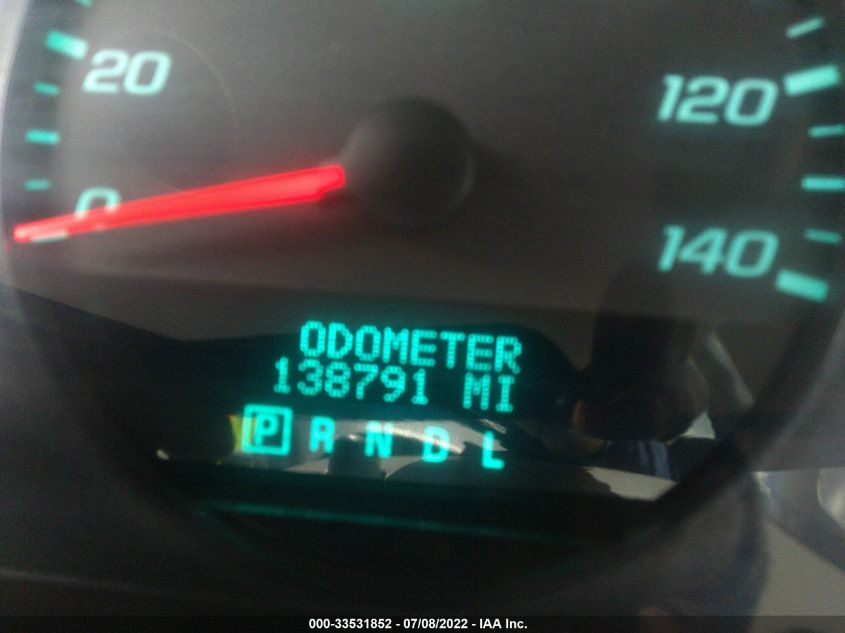 20
120
0
140
ODOMETER
138791 MI
P R N D L
000-33531852 - 07/08/2022 - IAA Inc.